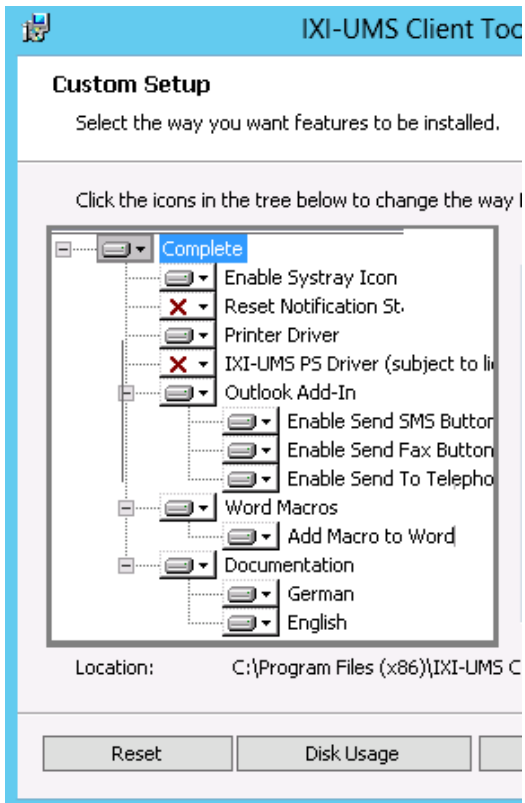 IXI-UMS Client Too
Custom Setup
Select the way you want features to be installed.
Click the icons in the tree below to change the way
Complete
Enable Systray Icon
Reset Notification St.
Printer Driver
IXI-UMS PS Driver (subject to li
Outlook Add-In
Enable Send SMS Button
Enable Send Fax Button
Enable Send To Telepho
Word Macros
Add Macro to Word
Documentation
German
English
Location: C:\Program Files (x86)\IXI-UMS C
Reset Disk Usage